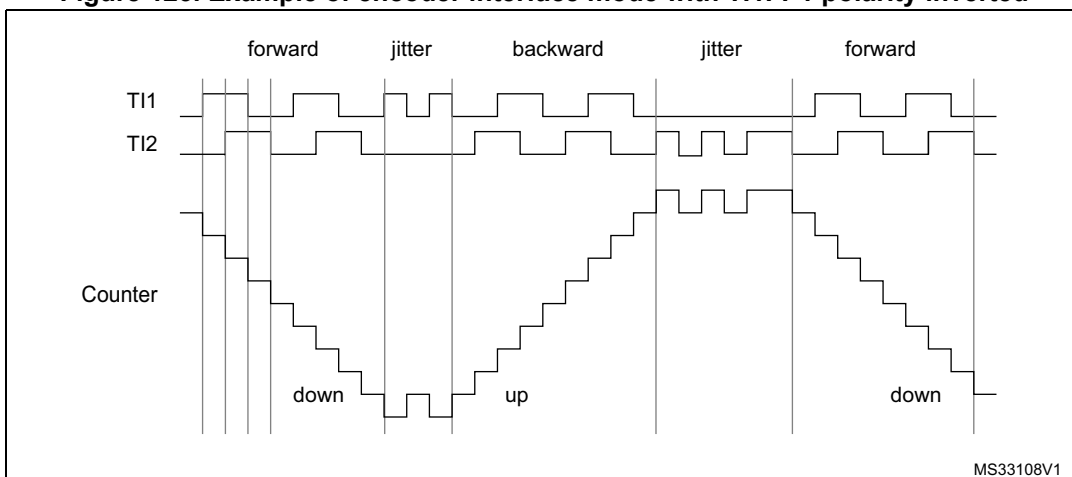 forward jitter backward jitter forward
TI1
TI2
Counter
down up down
MS33108V1